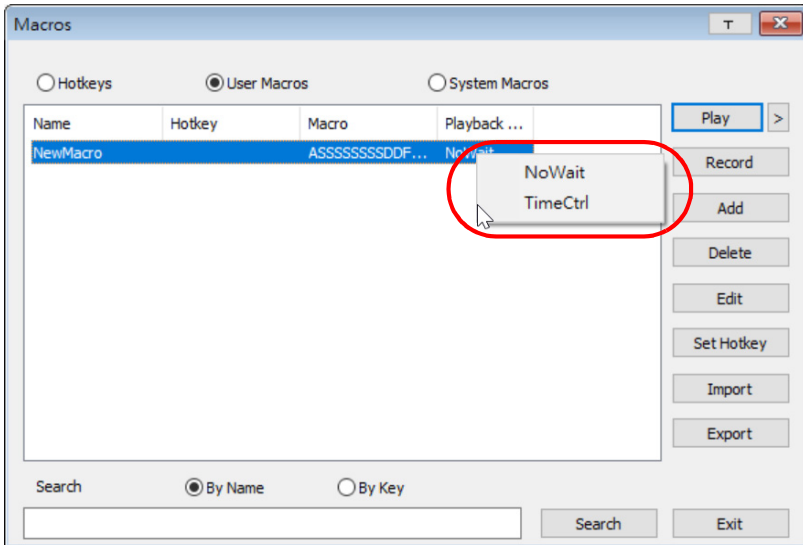 Macros
T
Hotkeys User Macros System Macros
Name Hotkey Macro Playback ...
NewMacro ASSSSSSSSDDF... NoWait
NoWait
TimeCtrl
Play >
Record
Add
Delete
Edit
Set Hotkey
Import
Export
Search By Name By Key
Search Exit